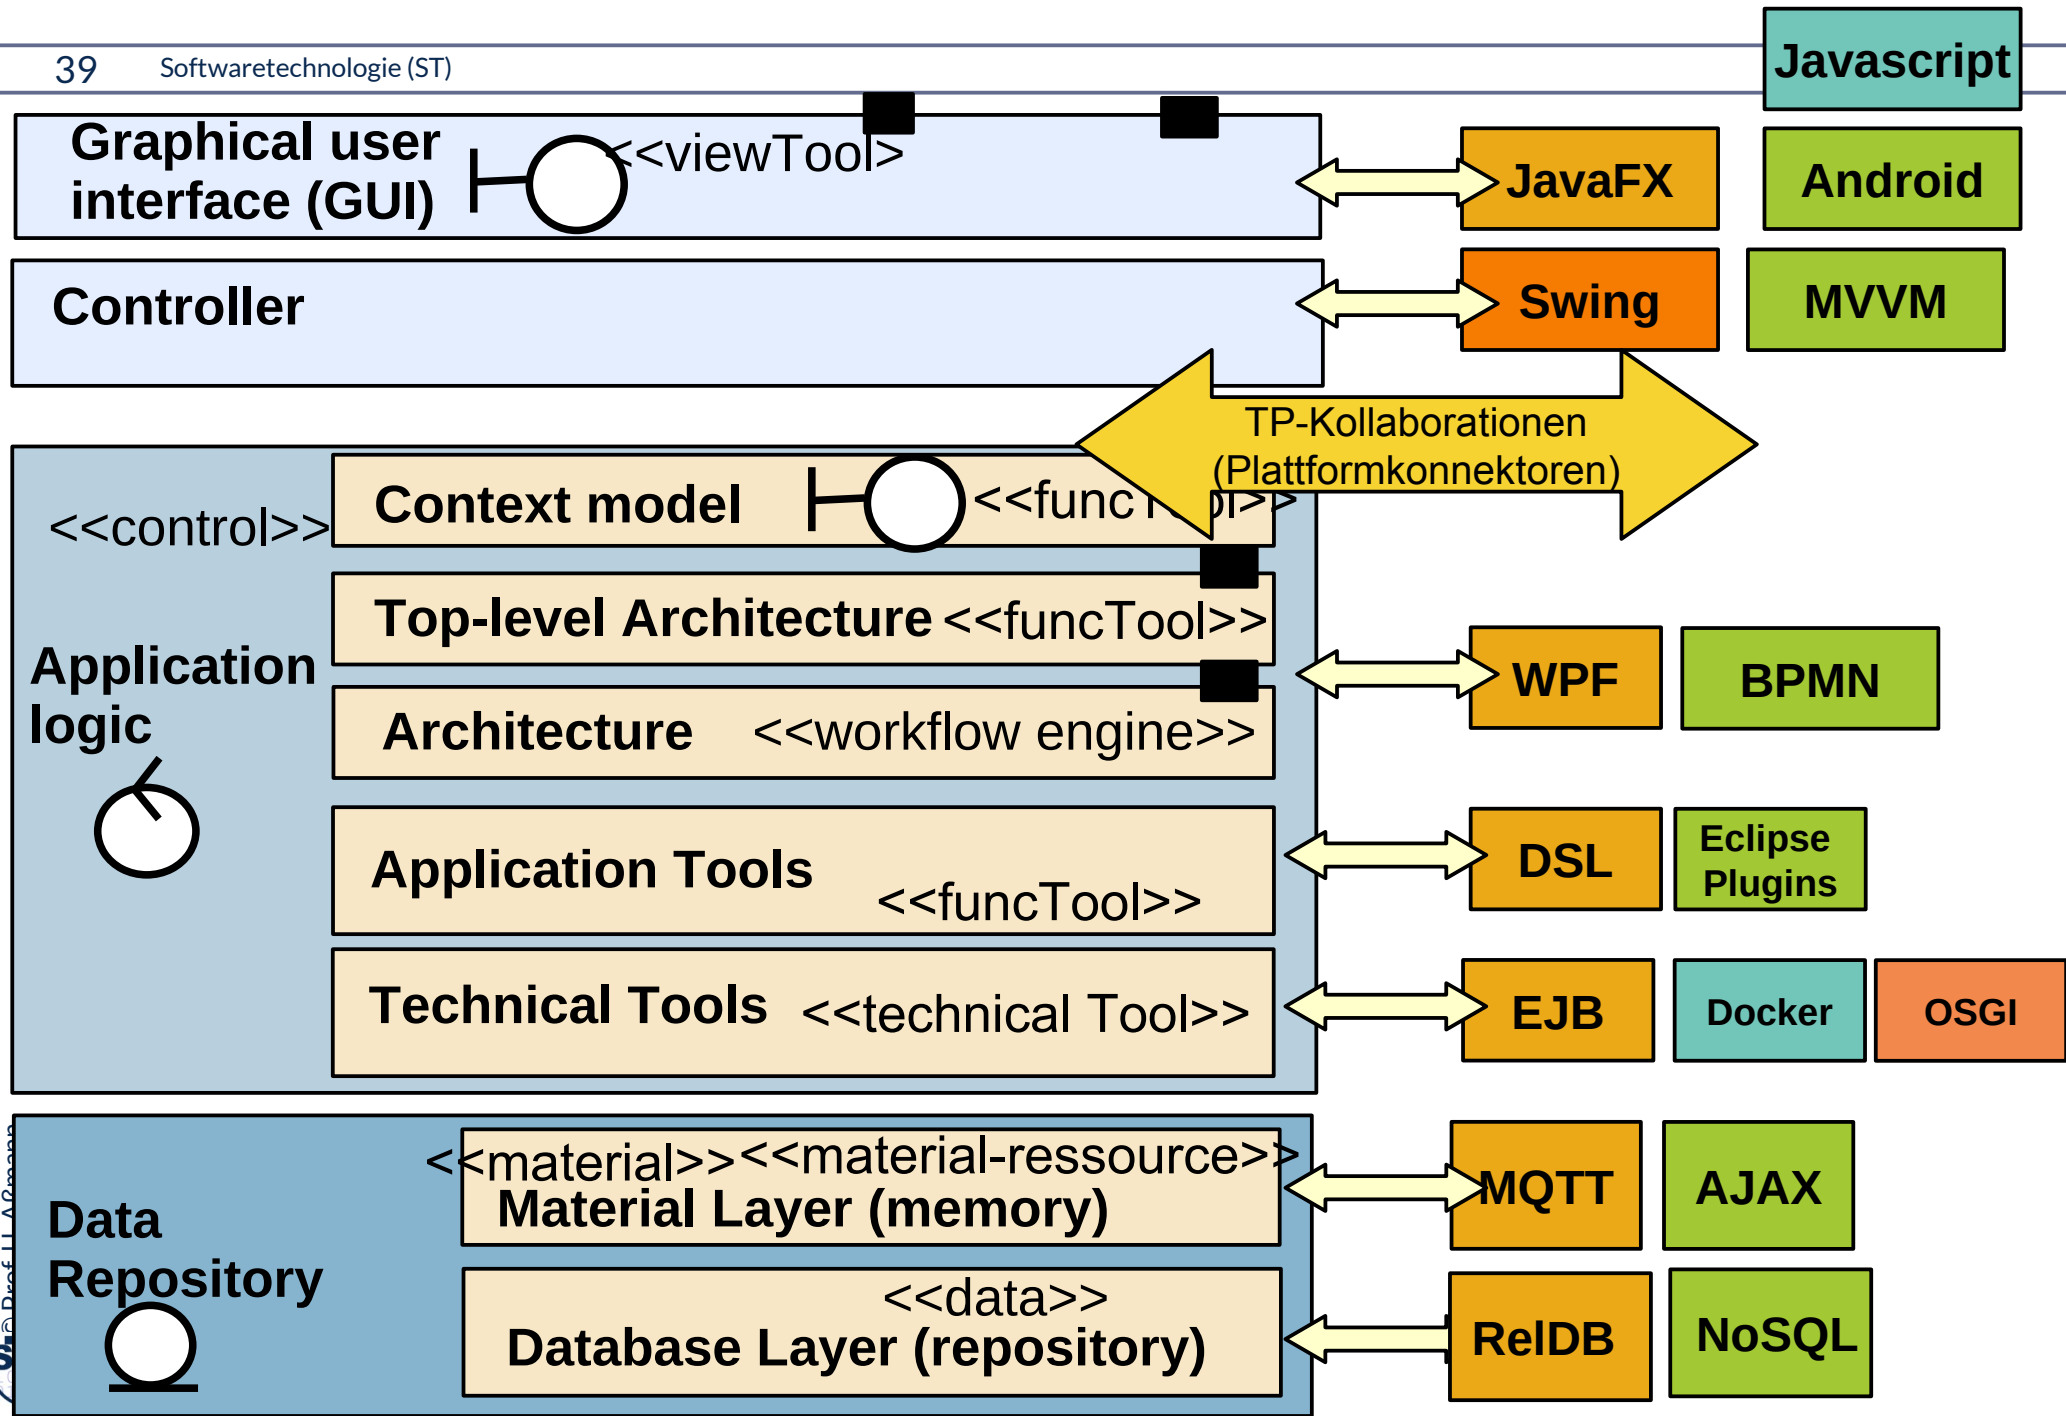 39 Softwaretechnologie (ST)
Javascript
Graphical user
interface (GUI)
<<viewTool>
JavaFX
Android
Controller
Swing
MVVM
TP-Kollaborationen
(Plattformkonnektoren)
<<control>>
Context model
Top-level Architecture <<funcTool>>
Application
logic
WPF
BPMN
Architecture <<workflow engine>>
Application Tools
<<funcTool>>
DSL
Eclipse
Plugins
Technical Tools <<technical Tool>>
EJB
Docker
OSGI
<<material>> <<material-ressource>>
Material Layer (memory)
MQTT
AJAX
Data
Repository
<<data>>
Database Layer (repository)
RelDB
NoSQL